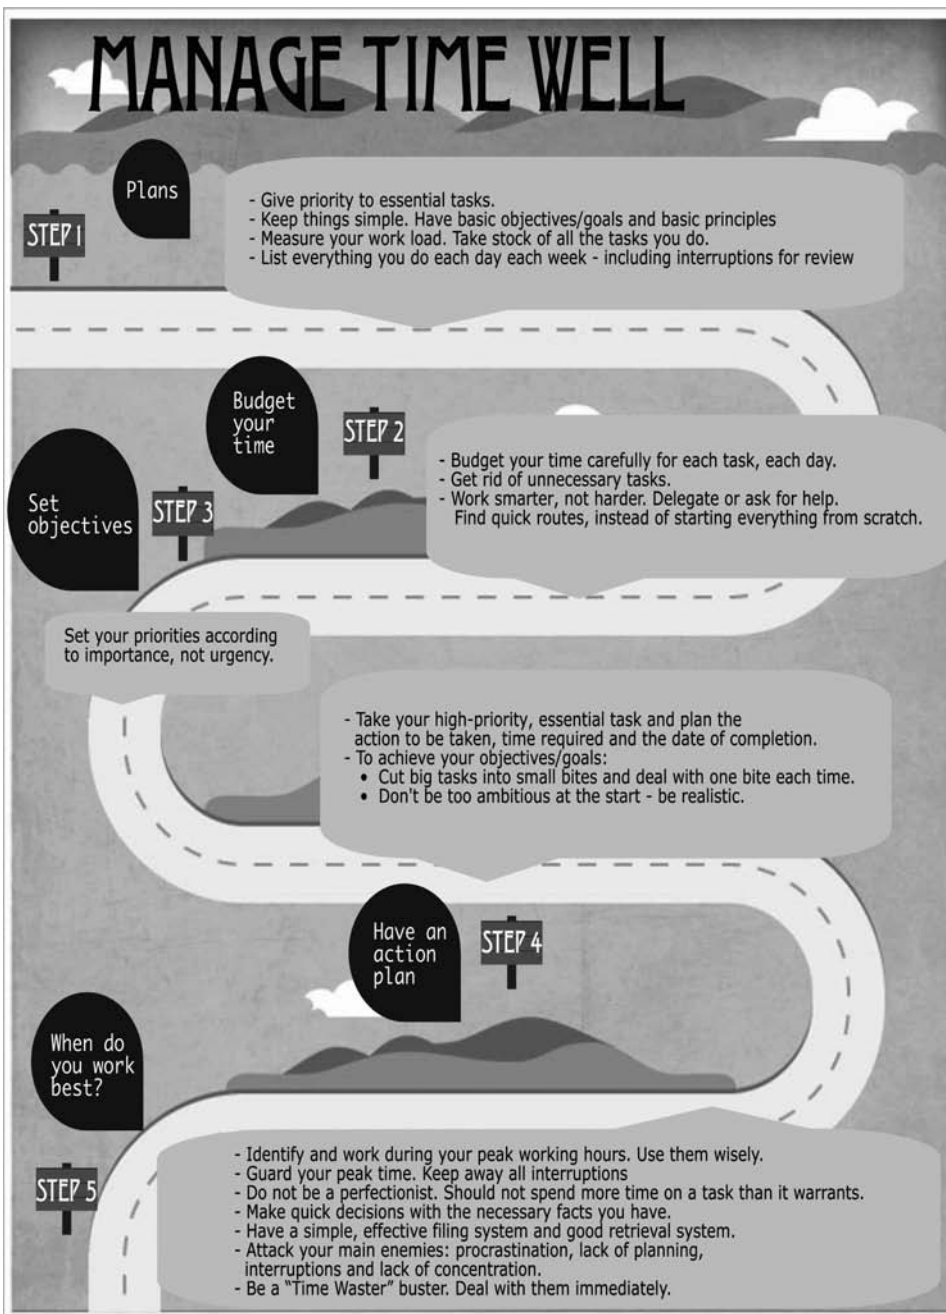 MANAGE TIME WELL
Plans
STEP 1
- Give priority to essential tasks.
- Keep things simple. Have basic objectives/goals and basic principles
- Measure your work load. Take stock of all the tasks you do.
- List everything you do each day each week - including interruptions for review
Budget
your
time
STEP 2
- Budget your time carefully for each task, each day.
- Get rid of unnecessary tasks.
- Work smarter, not harder. Delegate or ask for help.
Find quick routes, instead of starting everything from scratch.
Set
objectives
STEP 3
Set your priorities according
to importance, not urgency.
- Take your high-priority, essential task and plan the
action to be taken, time required and the date of completion.
- To achieve your objectives/goals:
• Cut big tasks into small bites and deal with one bite each time.
• Don't be too ambitious at the start - be realistic.
Have an
action
plan
STEP 4
When do
you work
best?
STEP 5
- Identify and work during your peak working hours. Use them wisely.
- Guard your peak time. Keep away all interruptions
- Do not be a perfectionist. Should not spend more time on a task than it warrants.
- Make quick decisions with the necessary facts you have.
- Have a simple, effective filing system and good retrieval system.
- Attack your main enemies: procrastination, lack of planning,
interruptions and lack of concentration.
- Be a “Time Waster” buster. Deal with them immediately.